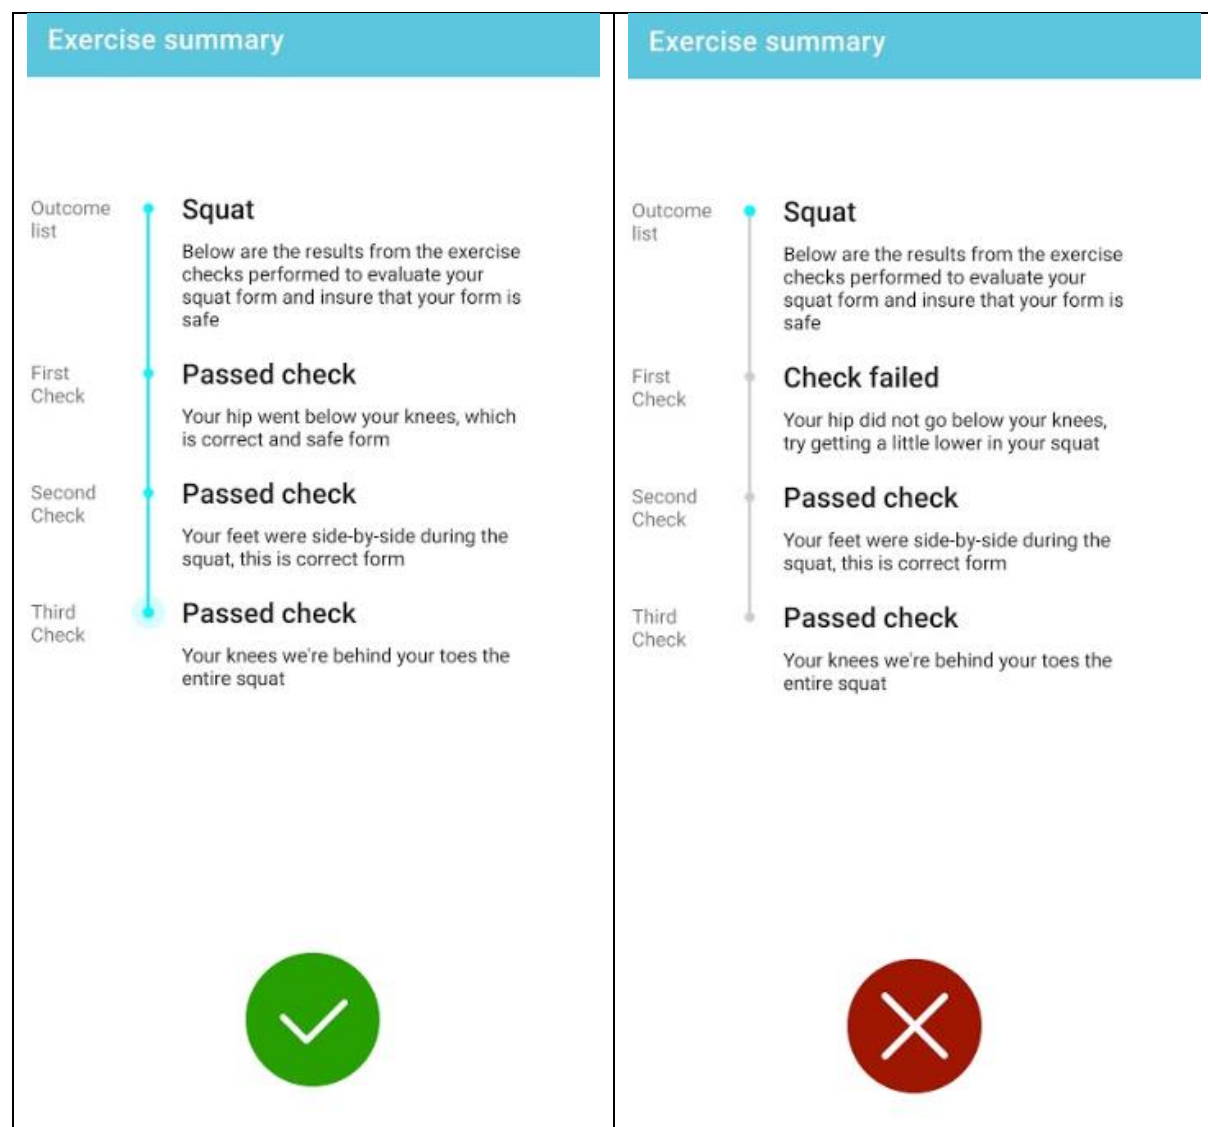 Exercise summary
Outcome
list
Squat
Below are the results from the exercise
checks performed to evaluate your
squat form and insure that your form is
safe
First
Check
Passed check
Your hip went below your knees, which
is correct and safe form
Second
Check
Passed check
Your feet were side-by-side during the
squat, this is correct form
Third
Check
Passed check
Your knees we're behind your toes the
entire squat
Exercise summary
Outcome
list
Squat
Below are the results from the exercise
checks performed to evaluate your
squat form and insure that your form is
safe
First
Check
Check failed
Your hip did not go below your knees,
try getting a little lower in your squat
Second
Check
Passed check
Your feet were side-by-side during the
squat, this is correct form
Third
Check
Passed check
Your knees we're behind your toes the
entire squat